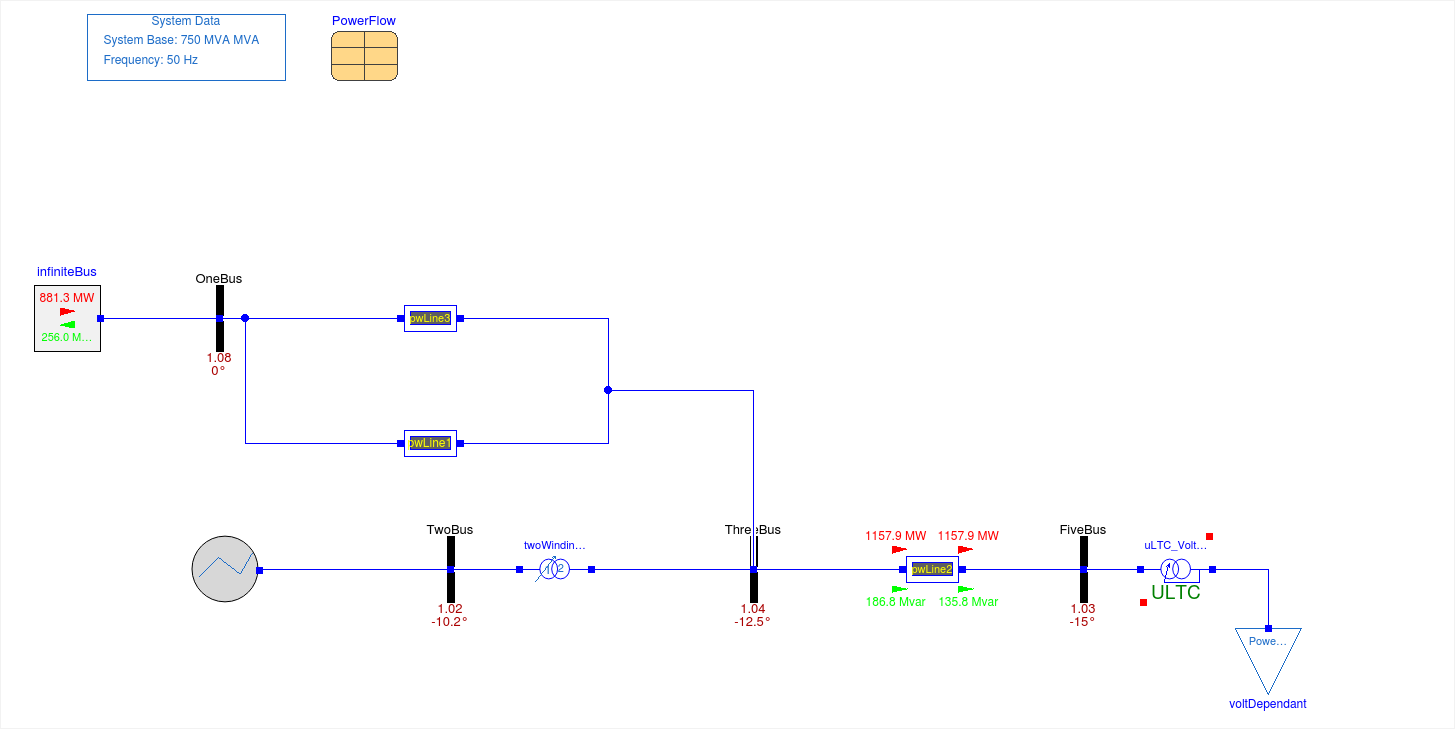 System Data
System Base: 750 MVA MVA
Frequency: 50 Hz
PowerFlow
infiniteBus
881.3 MW
256.0 M...
OneBus
1.08
0°
pwLine3
pwLine1
TwoBus
1.02
-10.2°
twoWindin...
1 2
ThreeBus
1.04
-12.5°
1157.9 MW 1157.9 MW
pwLine2
186.8 Mvar 135.8 Mvar
FiveBus
1.03
-15°
uLTC_Volt...
ULTC
Powe...
voltDependant